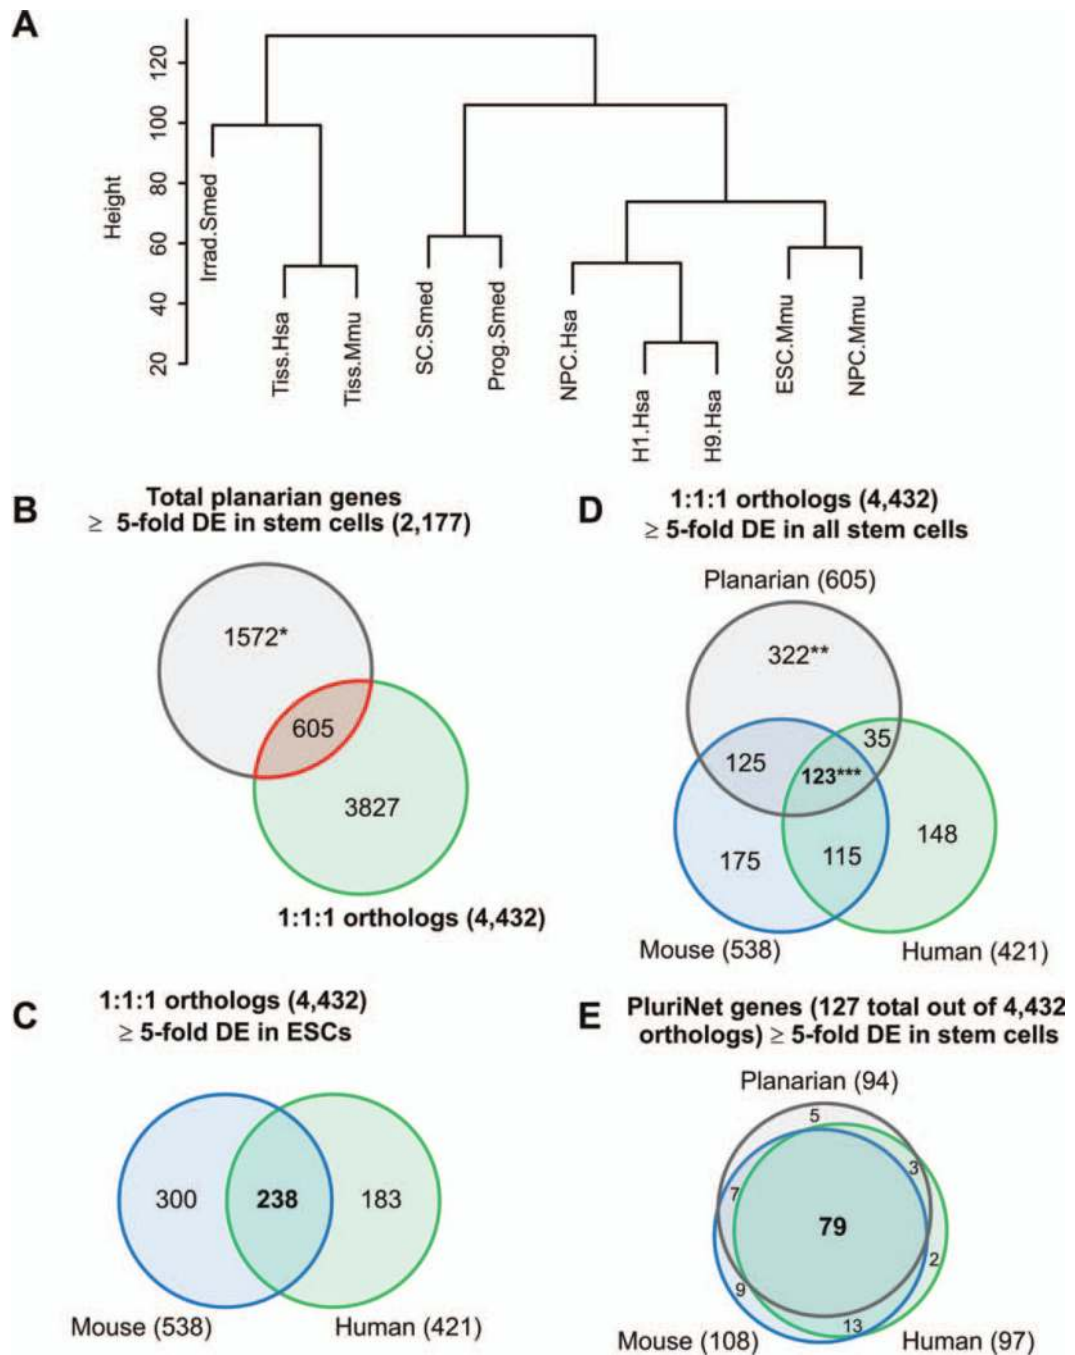 A
Height
120
100
80
60
40
20
Irrad.Smed
Tiss.Hsa
Tiss.Mmu
SC.Smed
Prog.Smed
NPC.Hsa
H1.Hsa
H9.Hsa
ESC.Mmu
NPC.Mmu
B
Total planarian genes
≥ 5-fold DE in stem cells (2,177)
1572*
605
3827
1:1:1 orthologs (4,432)
C
1:1:1 orthologs (4,432)
≥ 5-fold DE in ESCs
300
238
183
Mouse (538)
Human (421)
D
1:1:1 orthologs (4,432)
≥ 5-fold DE in all stem cells
Planarian (605)
322**
125
35
123***
175
115
148
Mouse (538)
Human (421)
E
PluriNet genes (127 total out of 4,432
orthologs) ≥ 5-fold DE in stem cells
Planarian (94)
5
3
7
79
2
9
13
Mouse (108)
Human (97)